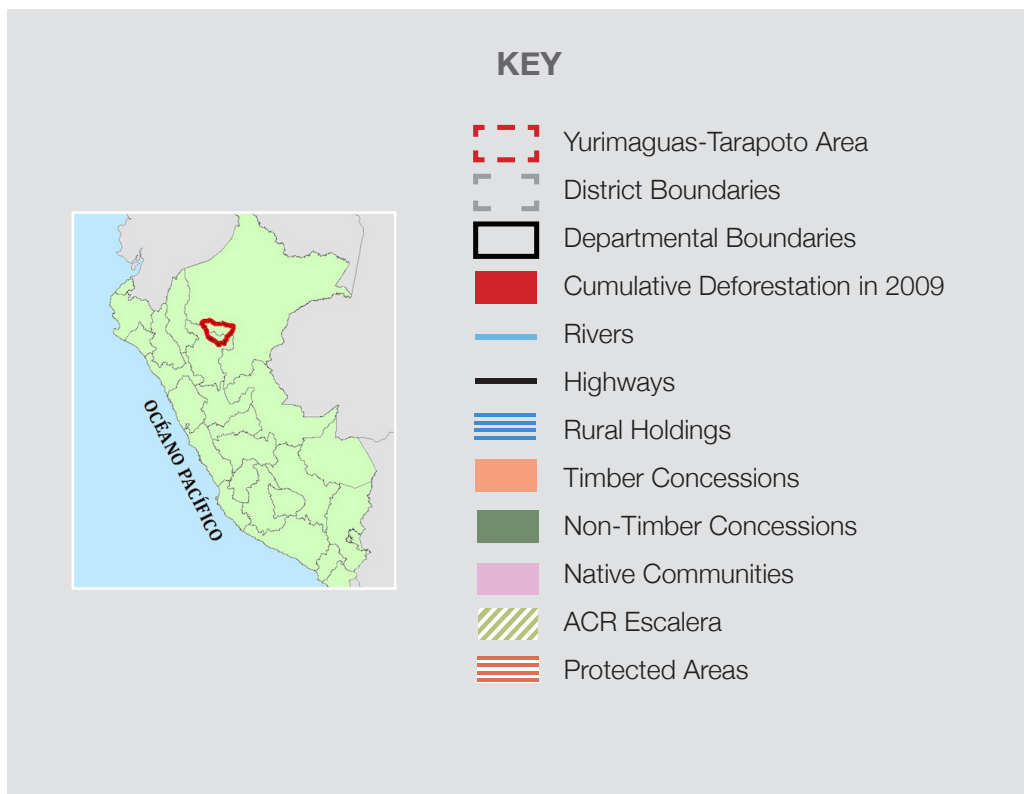 KEY
Yurimaguas-Tarapoto Area
District Boundaries
Departmental Boundaries
Cumulative Deforestation in 2009
Rivers
Highways
Rural Holdings
Timber Concessions
Non-Timber Concessions
Native Communities
ACR Escalera
Protected Areas
OCÉANO PACÍFICO